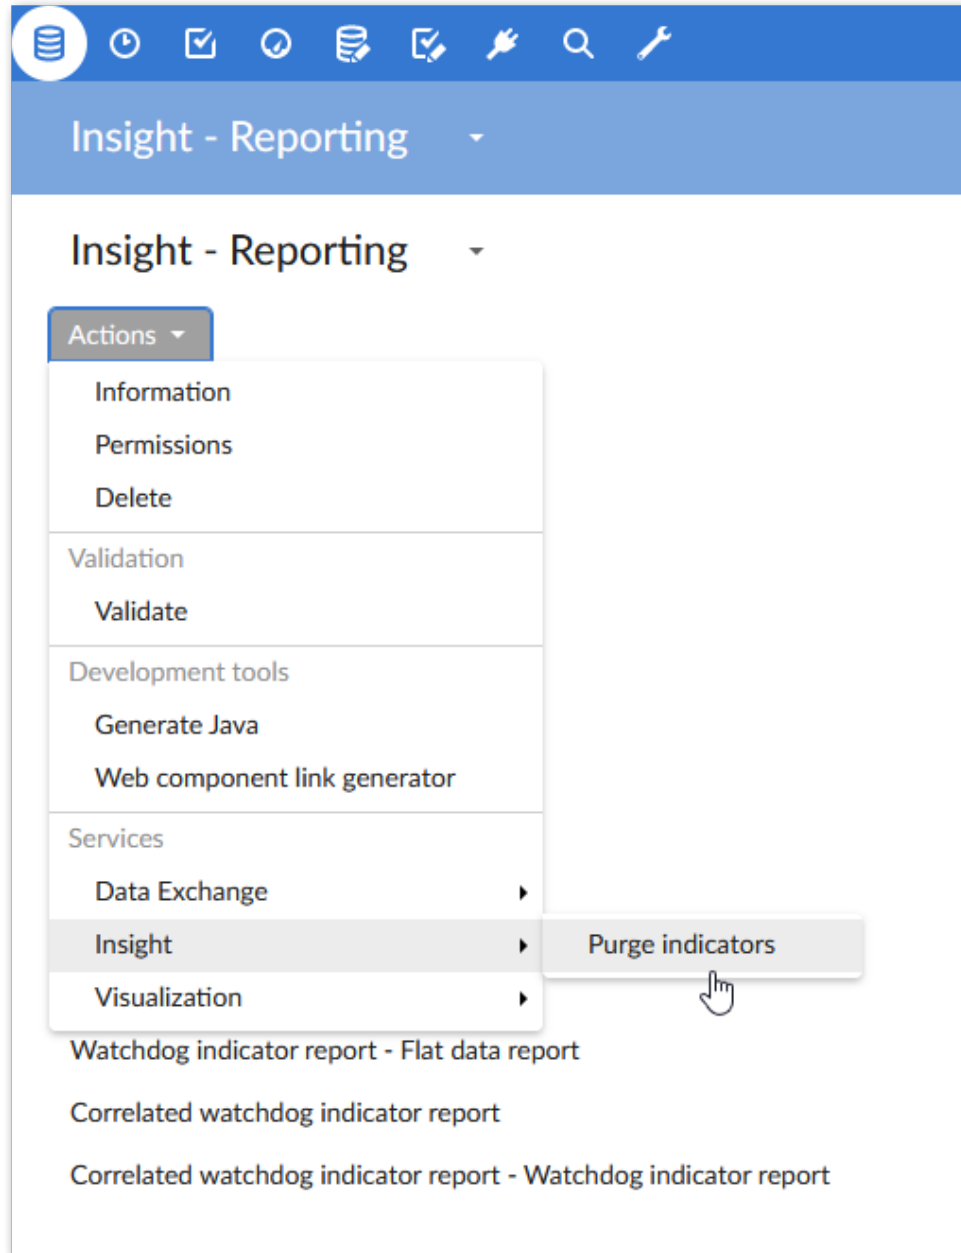 Insight - Reporting
Insight - Reporting
Actions
Information
Permissions
Delete
Validation
Validate
Development tools
Generate Java
Web component link generator
Services
Data Exchange
Insight
Purge indicators
Visualization
Watchdog indicator report - Flat data report
Correlated watchdog indicator report
Correlated watchdog indicator report - Watchdog indicator report